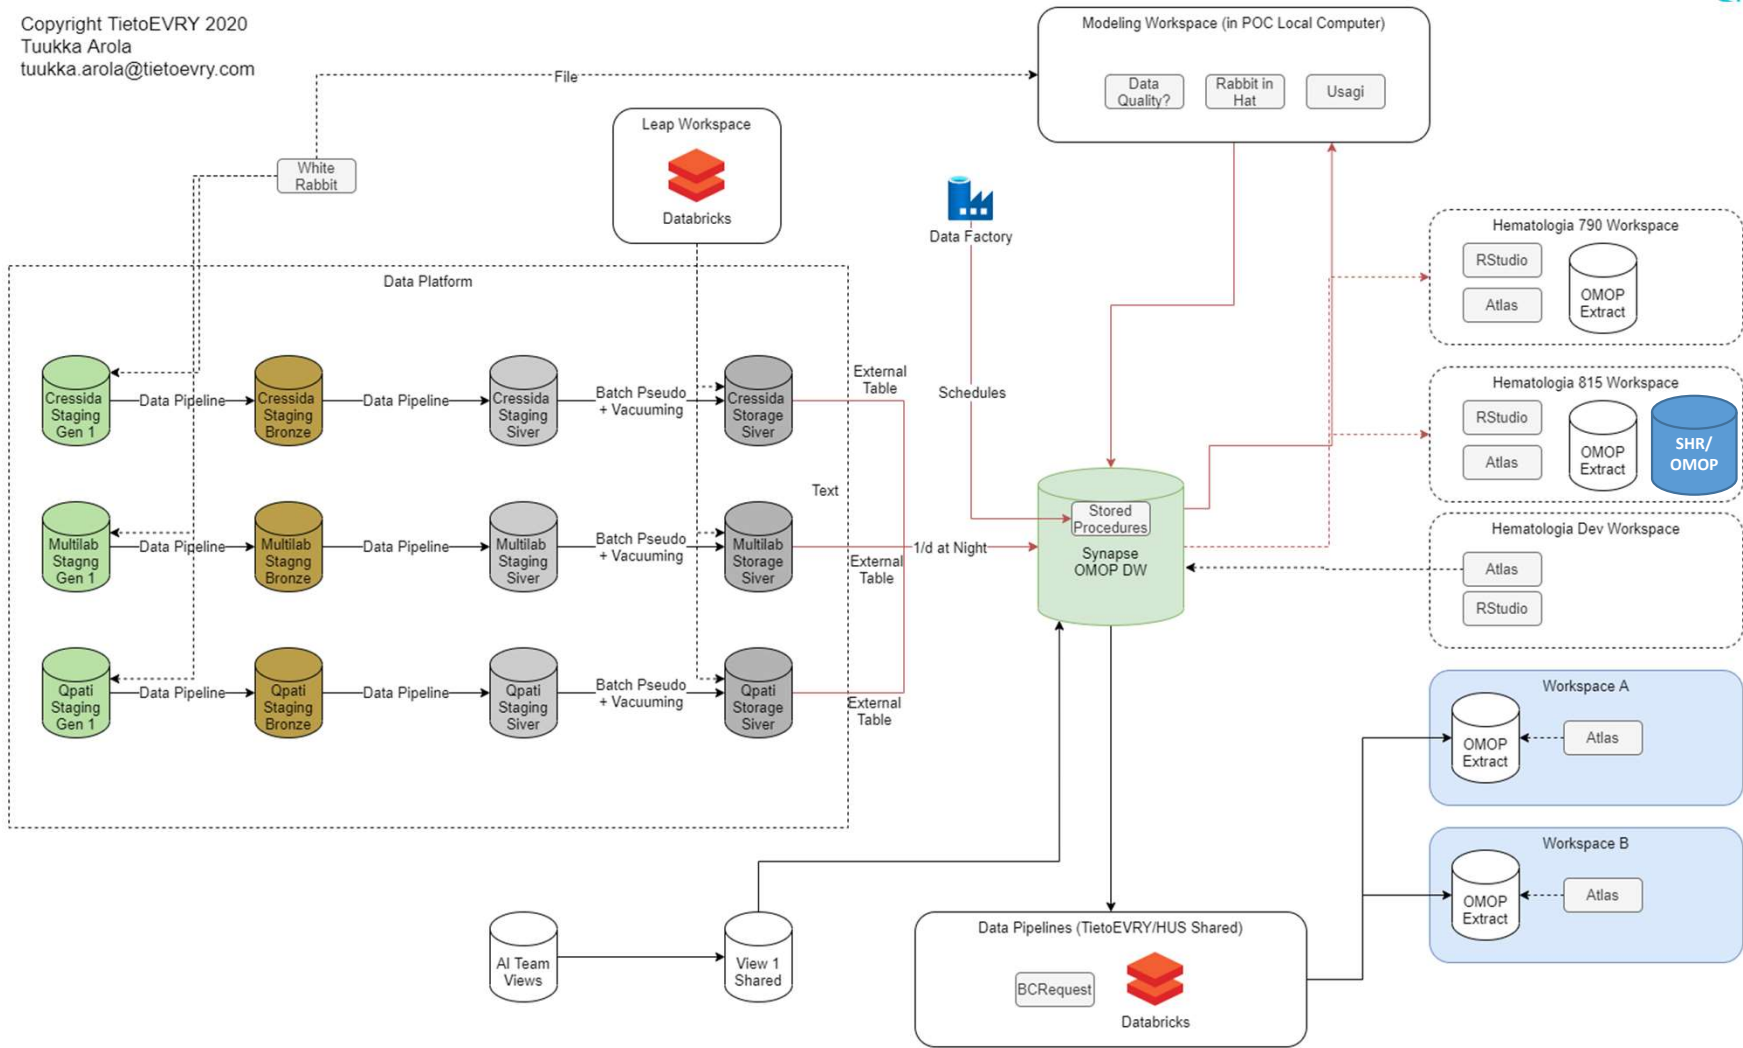 Copyright TietoEVRY 2020
Tuukka Arola
tuukka.arola@tietoevry.com
Modeling Workspace (in POC Local Computer)
Data
Quality?
Rabbit in
Hat
Usagi
File
White
Rabbit
Leap Workspace
Databricks
Data Factory
Schedules
Data Platform
Cressida
Staging
Gen 1
Data Pipeline
Cressida
Staging
Bronze
Data Pipeline
Cressida
Staging
Siver
Batch Pseudo
+ Vacuuming
Cressida
Storage
Siver
External
Table
Text
Multilab
Stagng
Gen 1
Data Pipeline
Multilab
Stagng
Bronze
Data Pipeline
Multilab
Staging
Siver
Batch Pseudo
+ Vacuuming
Multilab
Storage
Siver
External
Table
1/d at Night
Qpati
Staging
Gen 1
Data Pipeline
Qpati
Staging
Bronze
Data Pipeline
Qpati
Staging
Siver
Batch Pseudo
+ Vacuuming
Qpati
Storage
Siver
External
Table
Stored
Procedures
Synapse
OMOP DW
Hematologia 790 Workspace
RStudio
Atlas
OMOP
Extract
Hematologia 815 Workspace
RStudio
Atlas
OMOP
Extract
SHR/
OMOP
Hematologia Dev Workspace
Atlas
RStudio
Workspace A
OMOP
Extract
Atlas
Workspace B
OMOP
Extract
Atlas
AI Team
Views
View 1
Shared
Data Pipelines (TietoEVRY/HUS Shared)
BCRequest
Databricks